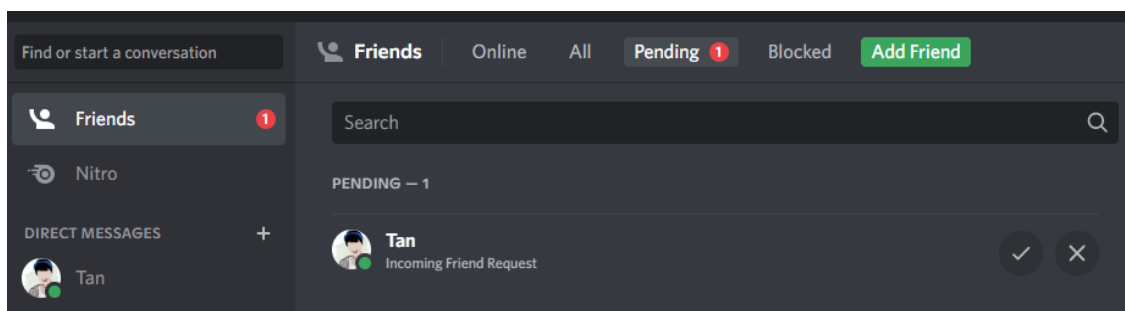 Find or start a conversation
Friends Online All Pending 1 Blocked Add Friend
Friends 1
Search
Nitro
PENDING — 1
DIRECT MESSAGES +
Tan
Incoming Friend Request
Tan